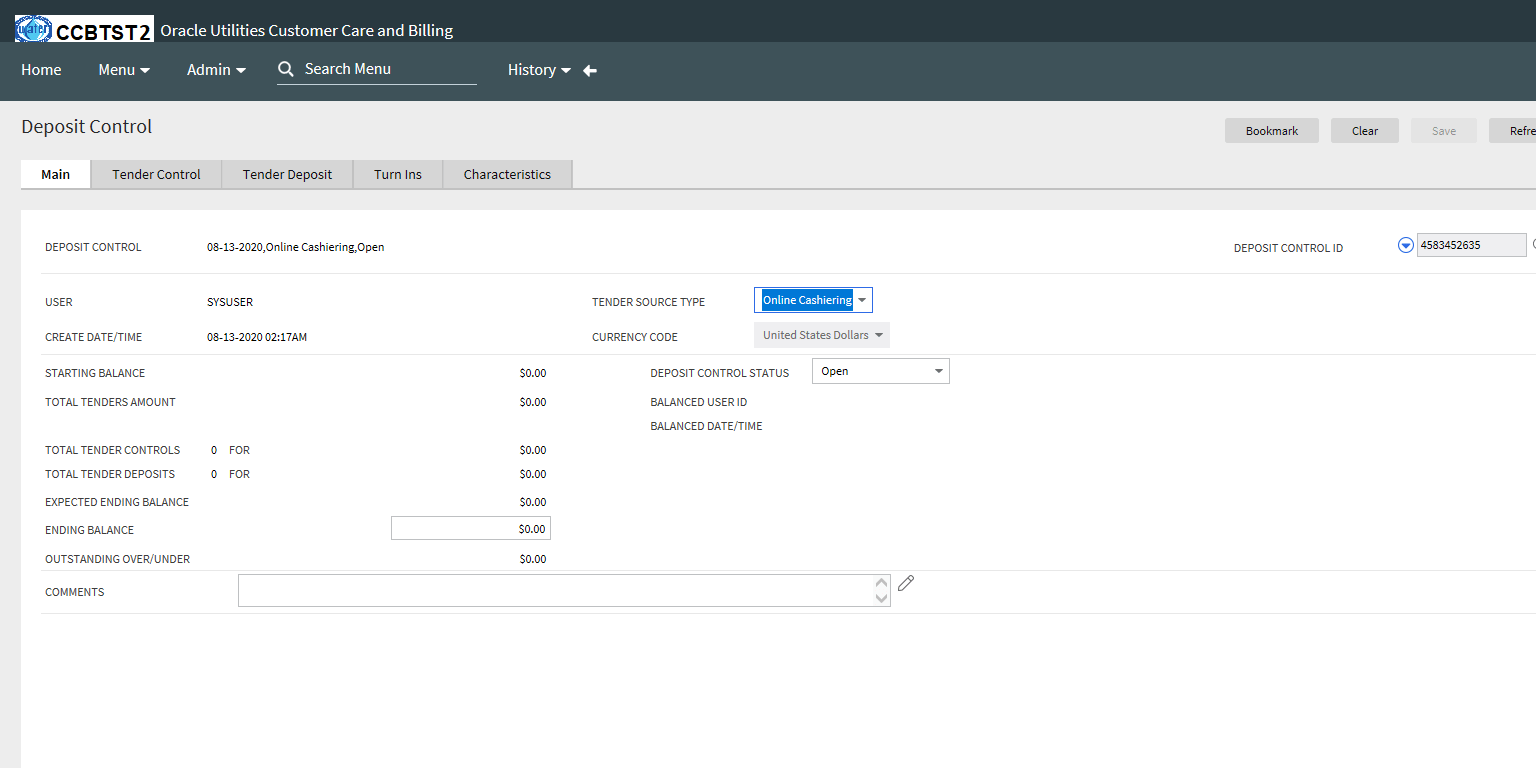 water CCBTST2 Oracle Utilities Customer Care and Billing
Home Menu Admin Search Menu History
Deposit Control
Bookmark Clear Save Refre
Main Tender Control Tender Deposit Turn Ins Characteristics
DEPOSIT CONTROL 08-13-2020,Online Cashiering,Open DEPOSIT CONTROL ID 4583452635
USER SYSUSER TENDER SOURCE TYPE Online Cashiering
CREATE DATE/TIME 08-13-2020 02:17AM CURRENCY CODE United States Dollars
STARTING BALANCE $0.00 DEPOSIT CONTROL STATUS Open
TOTAL TENDERS AMOUNT $0.00 BALANCED USER ID
BALANCED DATE/TIME
TOTAL TENDER CONTROLS 0 FOR $0.00
TOTAL TENDER DEPOSITS 0 FOR $0.00
EXPECTED ENDING BALANCE $0.00
ENDING BALANCE $0.00
OUTSTANDING OVER/UNDER $0.00
COMMENTS